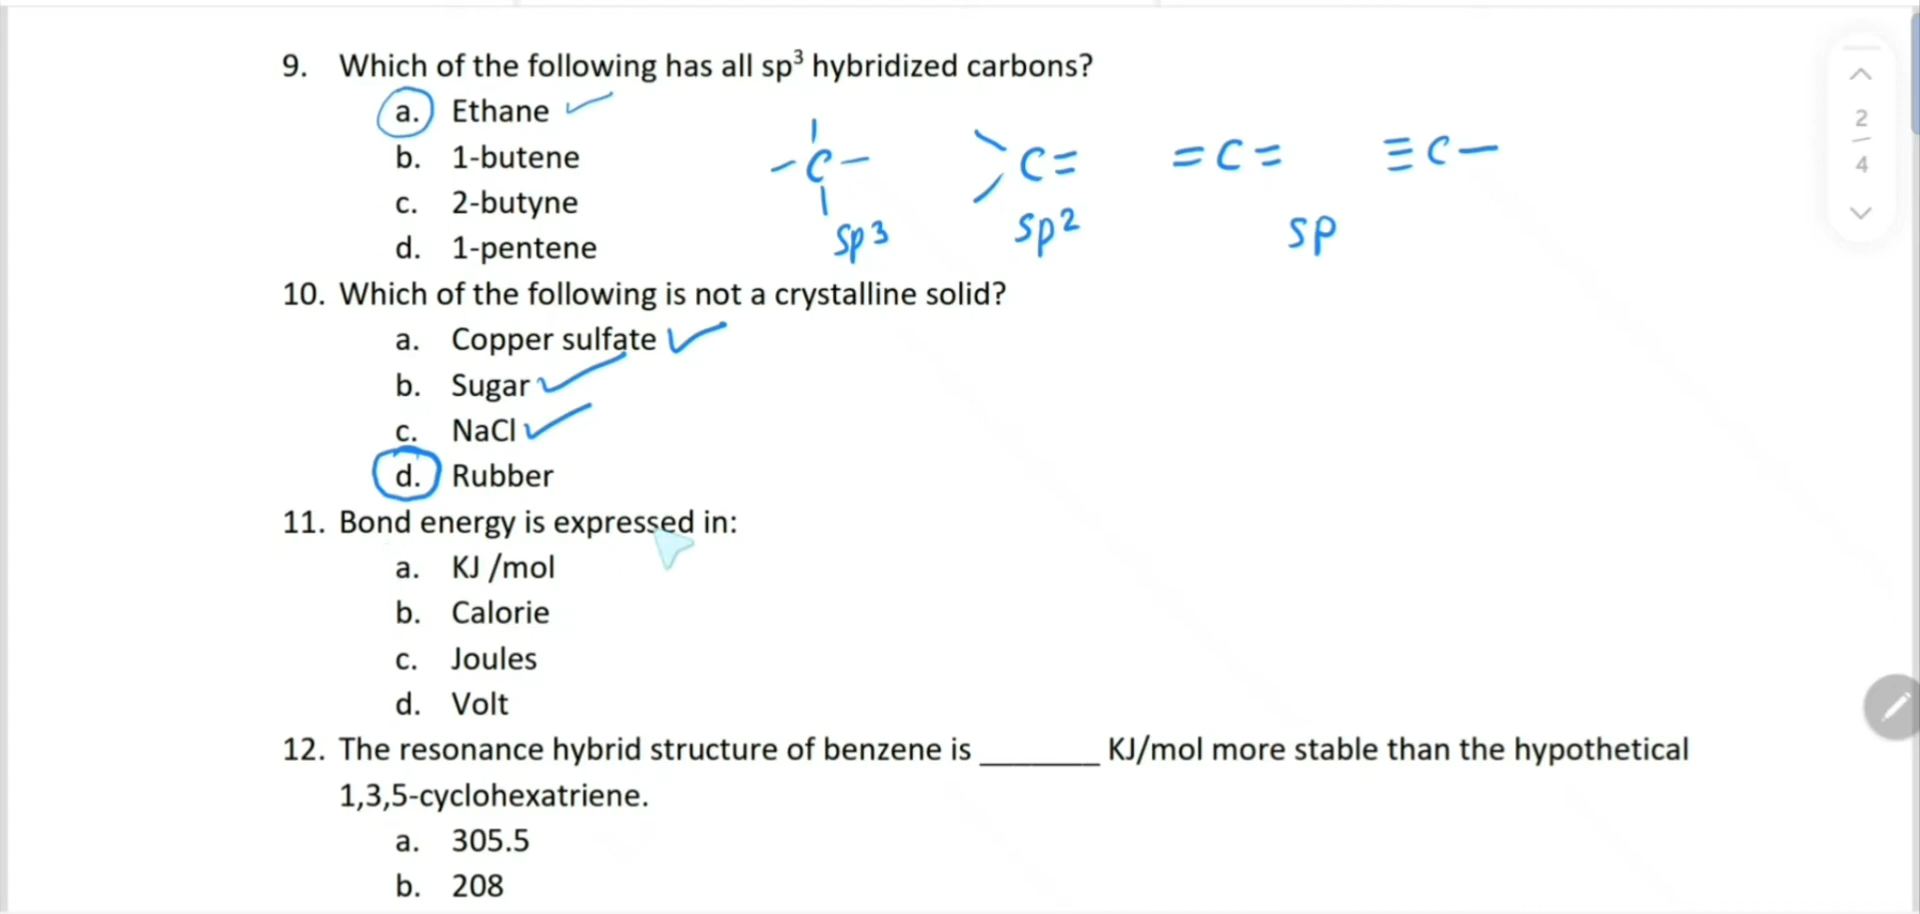 9. Which of the following has all sp³ hybridized carbons?
a. Ethane
b. 1-butene
c. 2-butyne
d. 1-pentene
-C- >C= =C= ≡C-
sp3 sp2 sp
10. Which of the following is not a crystalline solid?
a. Copper sulfate
b. Sugar
c. NaCl
d. Rubber
11. Bond energy is expressed in:
a. KJ /mol
b. Calorie
c. Joules
d. Volt
12. The resonance hybrid structure of benzene is _______ KJ/mol more stable than the hypothetical
1,3,5-cyclohexatriene.
a. 305.5
b. 208
2
4